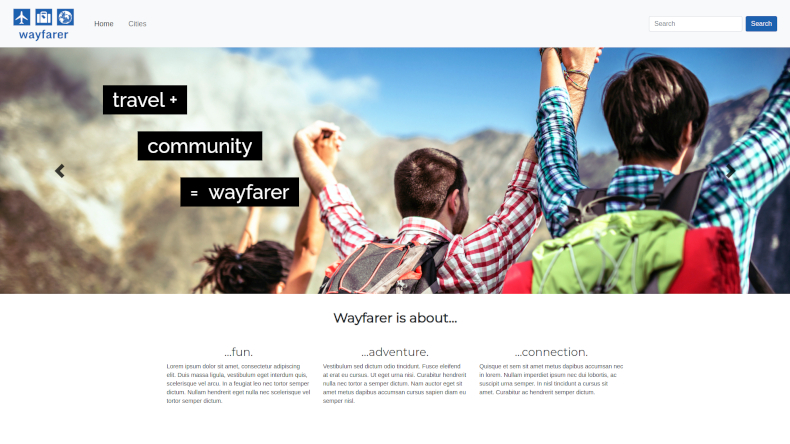 wayfarer
Home
Cities
Search
Search
travel +
community
= wayfarer
Wayfarer is about...
...fun.
Lorem ipsum dolor sit amet, consectetur adipiscing
elit. Duis massa ligula, vestibulum eget interdum quis,
scelerisque vel arcu. In a feugiat leo nec tortor semper
dictum. Nullam hendrerit eget nulla nec scelerisque vel
tortor semper dictum.
...adventure.
Vestibulum sed dictum odio tincidunt. Fusce eleifend
at erat eu cursus. Ut eget urna nisi. Curabitur hendrerit
nulla nec tortor a semper dictum. Nam auctor eget sit
amet metus dapibus accumsan cursus sapien diam eu
semper nisl.
...connection.
Quisque et sem sit amet metus dapibus accumsan nec
in lorem. Nullam imperdiet ipsum nec dui lobortis, ac
suscipit urna semper. In nisl tincidunt a cursus sit
amet. Curabitur ac hendrerit semper dictum.